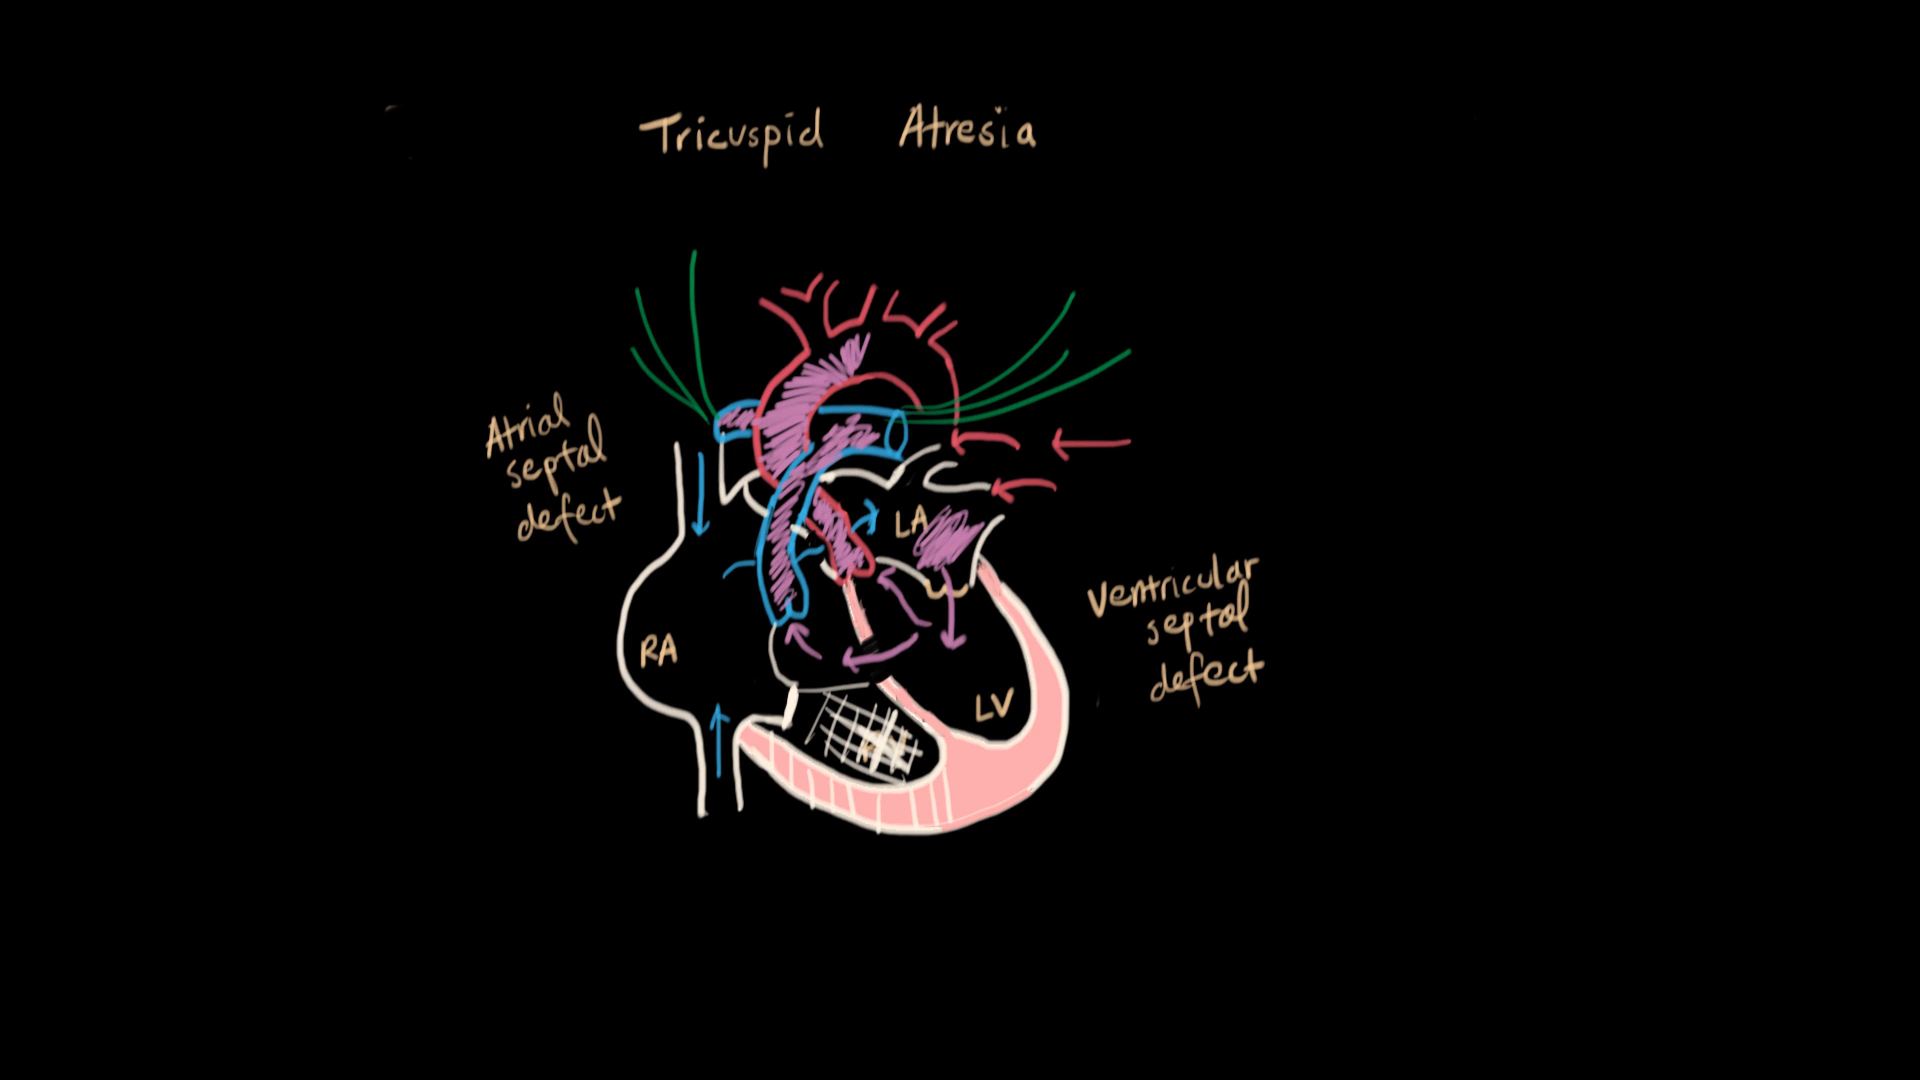 Tricuspid Atresia
Atrial
septal
defect
LA
Ventricular
septal
defect
RA
LV